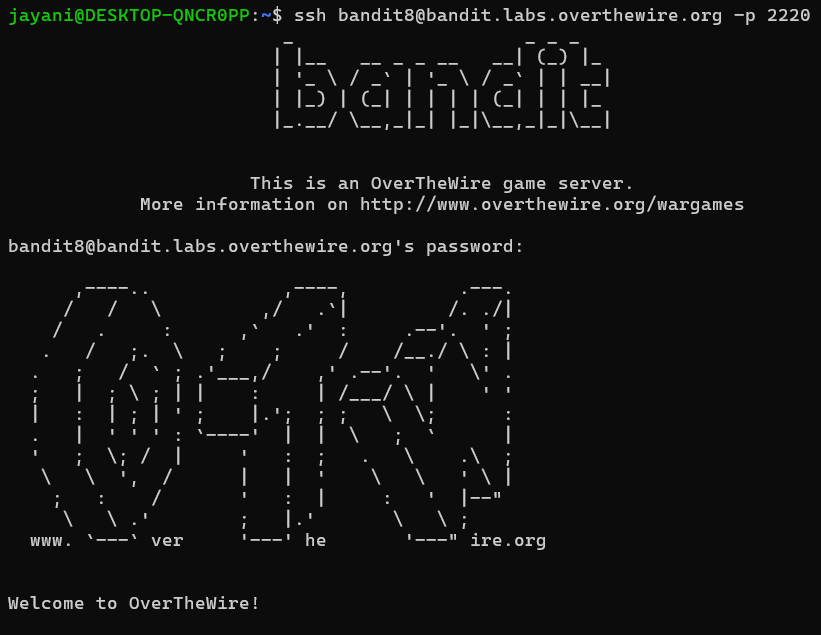 jayani@DESKTOP-QNCR0PP:~$ ssh bandit8@bandit.labs.overthewire.org -p 2220
bandit
This is an OverTheWire game server.
More information on http://www.overthewire.org/wargames
bandit8@bandit.labs.overthewire.org's password:
www. ver he ire.org
Welcome to OverTheWire!